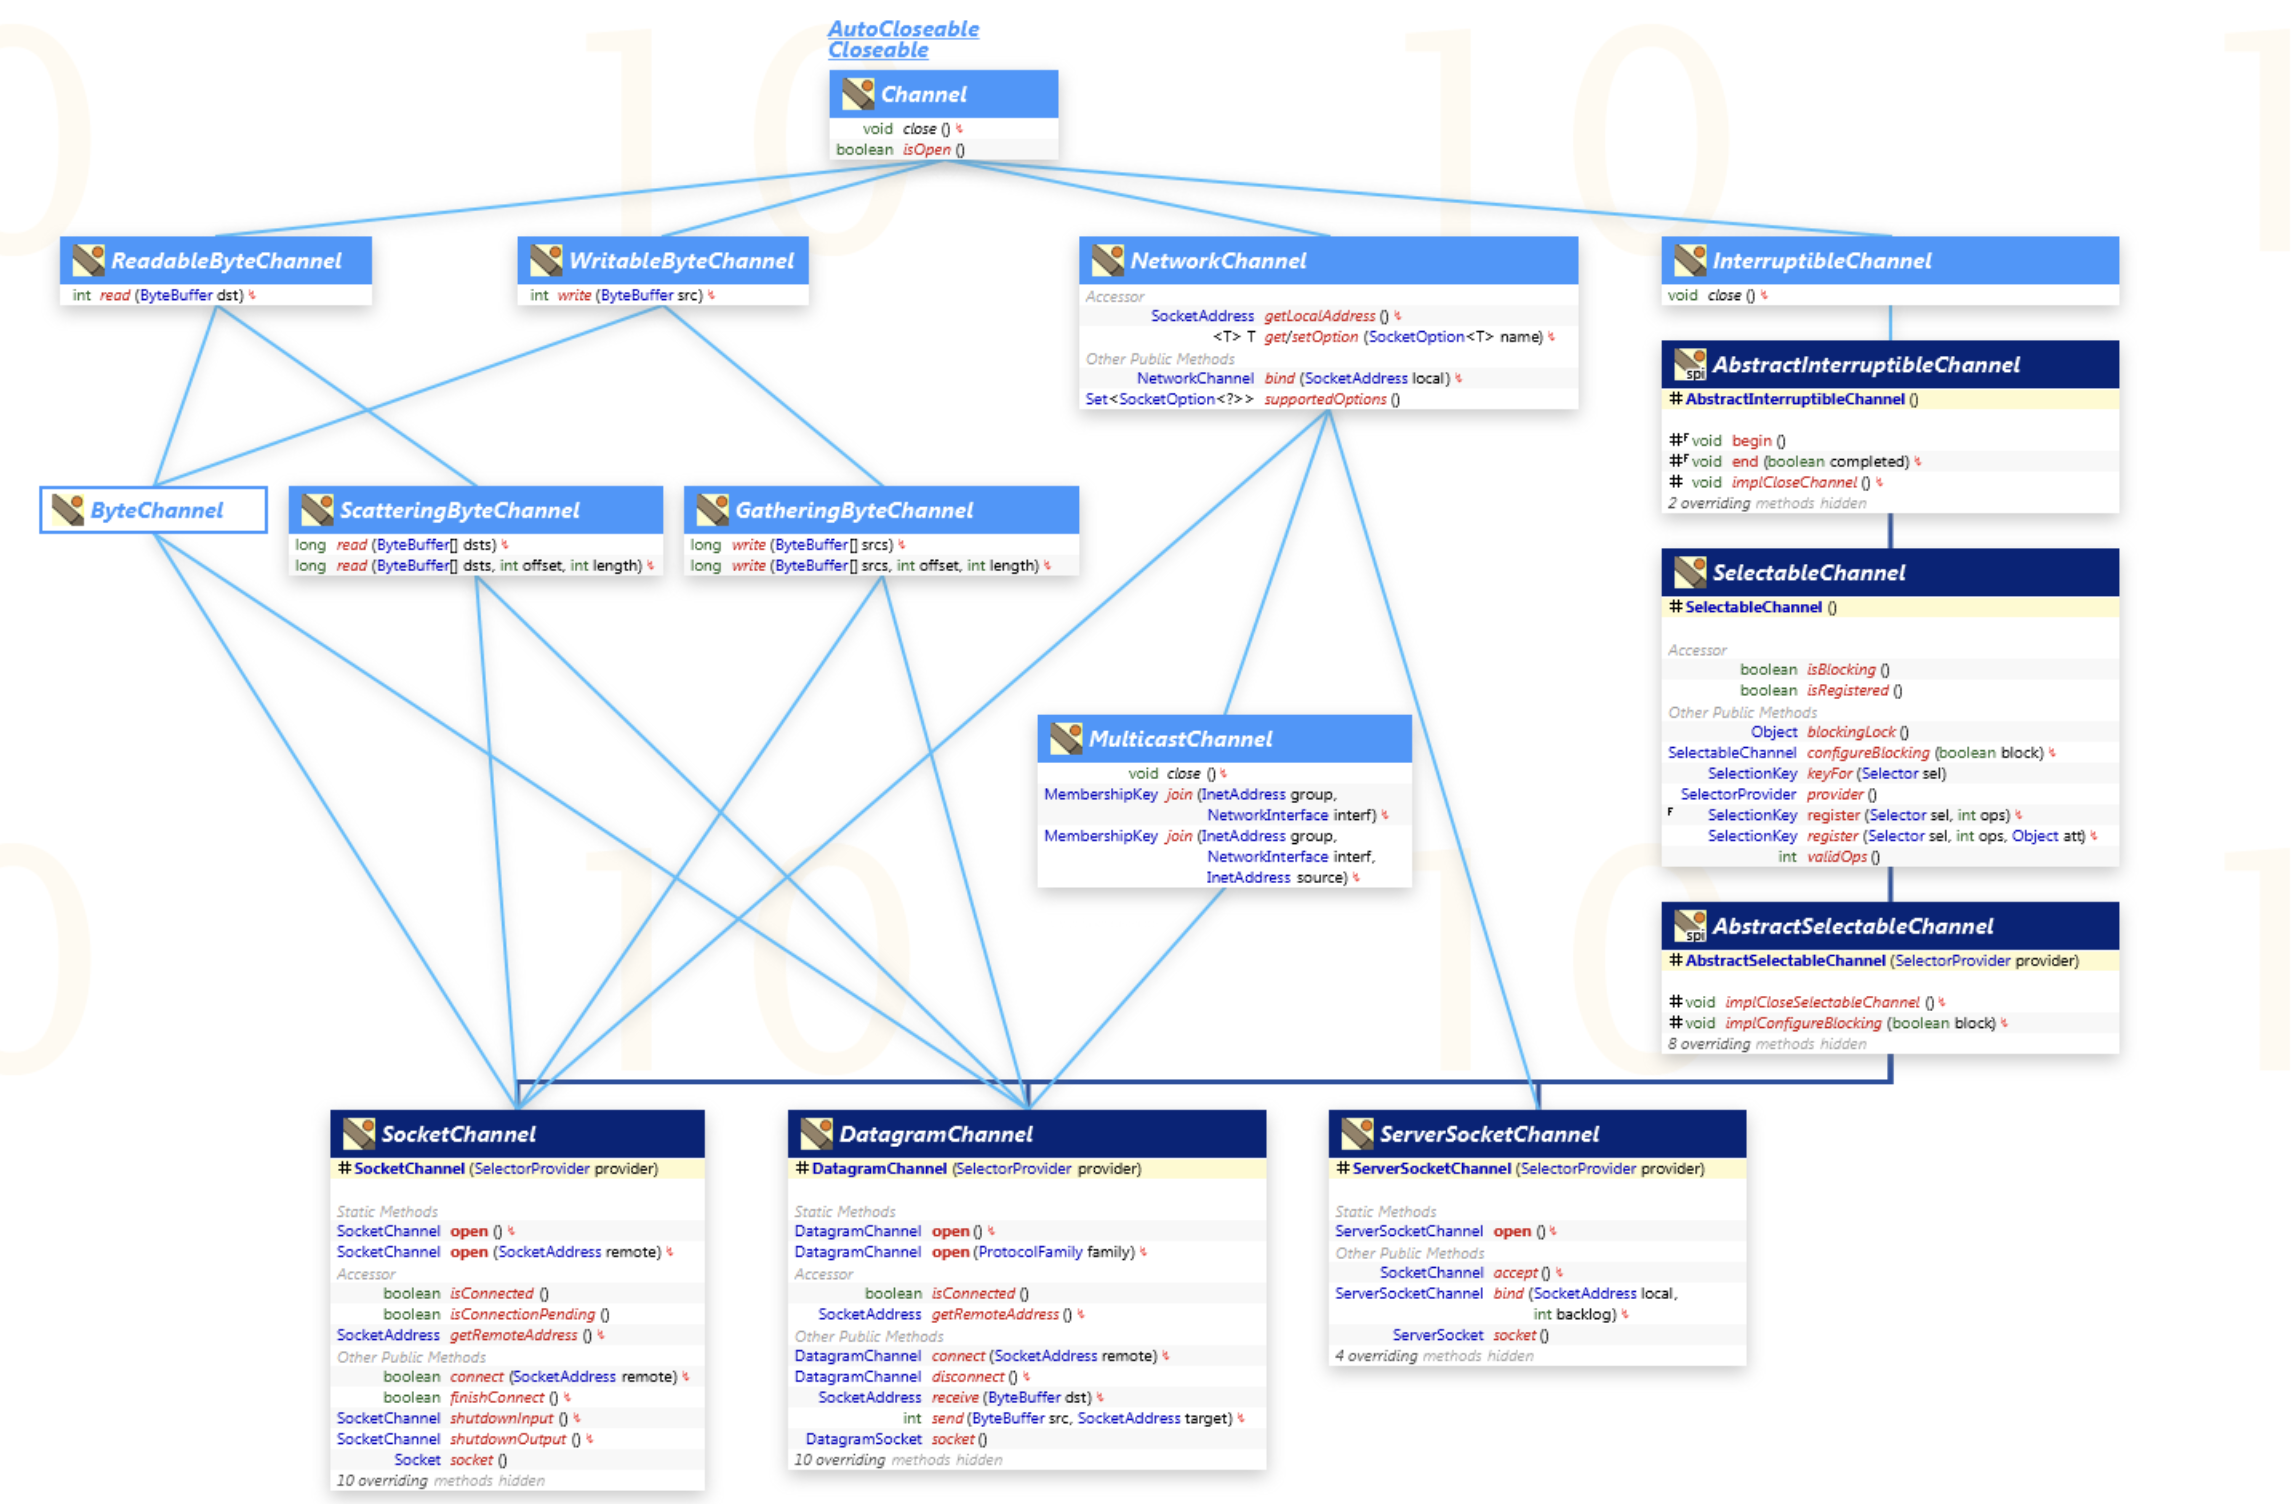 AutoCloseable
Closeable
Channel
void close ()
boolean isOpen ()
ReadableByteChannel
int read (ByteBuffer dst)
WritableByteChannel
int write (ByteBuffer src)
NetworkChannel
Accessor
SocketAddress getLocalAddress ()
<T> T get/setOption (SocketOption<T> name)
Other Public Methods
NetworkChannel bind (SocketAddress local)
Set<SocketOption<?>> supportedOptions ()
InterruptibleChannel
void close ()
spi AbstractInterruptibleChannel
# AbstractInterruptibleChannel ()
#F void begin ()
#F void end (boolean completed)
# void implCloseChannel ()
2 overriding methods hidden
ByteChannel
ScatteringByteChannel
long read (ByteBuffer[] dsts)
long read (ByteBuffer[] dsts, int offset, int length)
GatheringByteChannel
long write (ByteBuffer[] srcs)
long write (ByteBuffer[] srcs, int offset, int length)
SelectableChannel
# SelectableChannel ()
Accessor
boolean isBlocking ()
boolean isRegistered ()
Other Public Methods
Object blockingLock ()
SelectableChannel configureBlocking (boolean block)
SelectionKey keyFor (Selector sel)
SelectorProvider provider ()
F SelectionKey register (Selector sel, int ops)
SelectionKey register (Selector sel, int ops, Object att)
int validOps ()
MulticastChannel
void close ()
MembershipKey join (InetAddress group,
NetworkInterface interf)
MembershipKey join (InetAddress group,
NetworkInterface interf,
InetAddress source)
spi AbstractSelectableChannel
# AbstractSelectableChannel (SelectorProvider provider)
# void implCloseSelectableChannel ()
# void implConfigureBlocking (boolean block)
8 overriding methods hidden
SocketChannel
# SocketChannel (SelectorProvider provider)
Static Methods
SocketChannel open ()
SocketChannel open (SocketAddress remote)
Accessor
boolean isConnected ()
boolean isConnectionPending ()
SocketAddress getRemoteAddress ()
Other Public Methods
boolean connect (SocketAddress remote)
boolean finishConnect ()
SocketChannel shutdownInput ()
SocketChannel shutdownOutput ()
Socket socket ()
10 overriding methods hidden
DatagramChannel
# DatagramChannel (SelectorProvider provider)
Static Methods
DatagramChannel open ()
DatagramChannel open (ProtocolFamily family)
Accessor
boolean isConnected ()
SocketAddress getRemoteAddress ()
Other Public Methods
DatagramChannel connect (SocketAddress remote)
DatagramChannel disconnect ()
SocketAddress receive (ByteBuffer dst)
int send (ByteBuffer src, SocketAddress target)
DatagramSocket socket ()
10 overriding methods hidden
ServerSocketChannel
# ServerSocketChannel (SelectorProvider provider)
Static Methods
ServerSocketChannel open ()
Other Public Methods
SocketChannel accept ()
ServerSocketChannel bind (SocketAddress local,
int backlog)
ServerSocket socket ()
4 overriding methods hidden